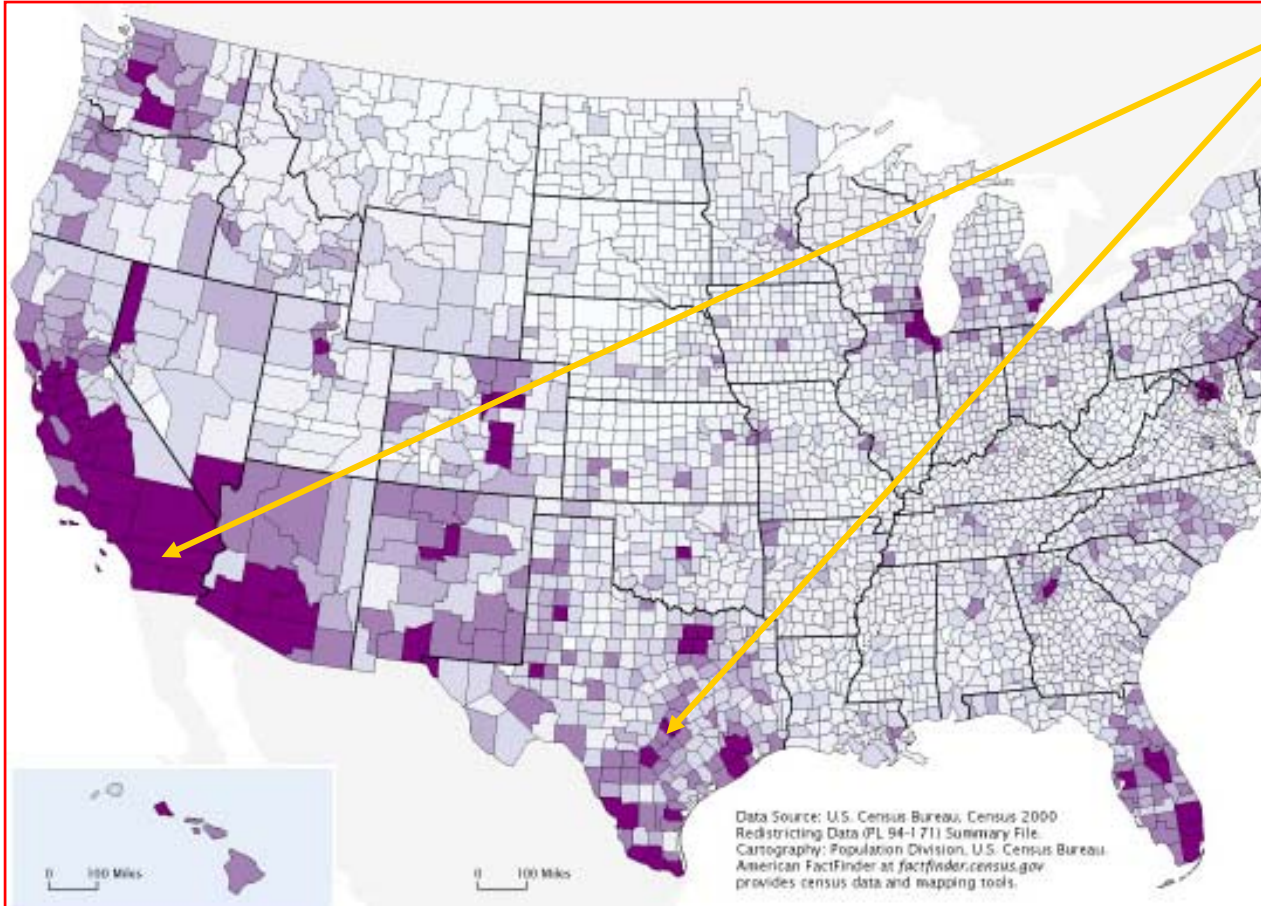 Data Source: U.S. Census Bureau, Census 2000
Redistricting Data (PL 94-171) Summary File.
Cartography: Population Division, U.S. Census Bureau.
American FactFinder at factfinder.census.gov
provides census data and mapping tools.
0 100 Miles
0 100 Miles